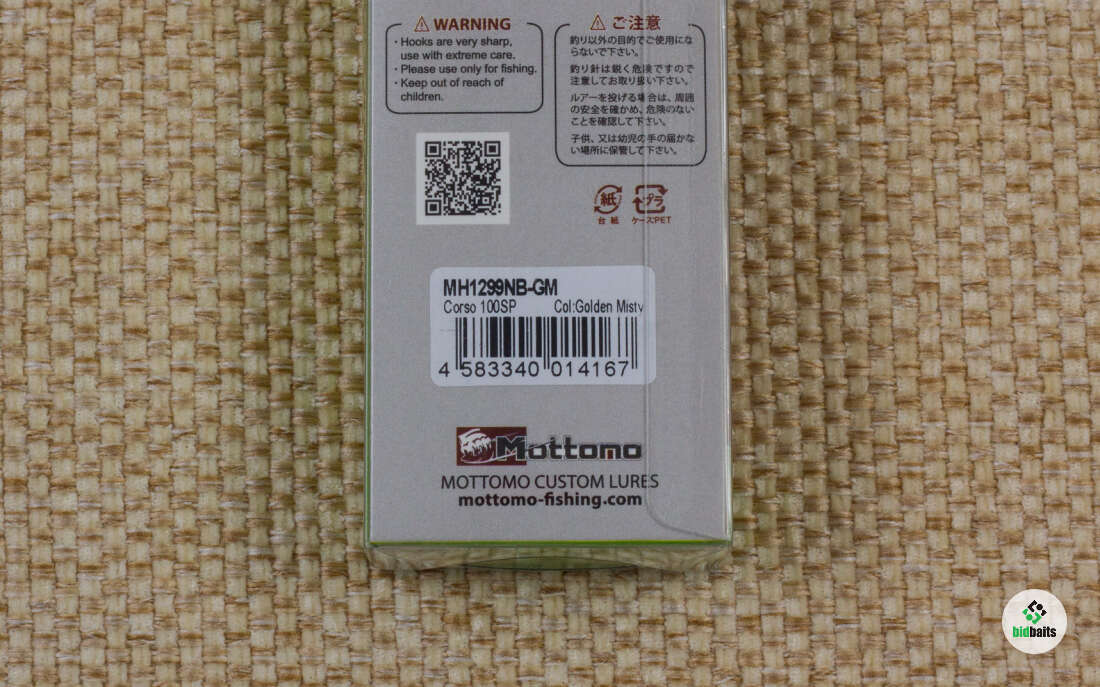 WARNING
・Hooks are very sharp,
use with extreme care.
・Please use only for fishing.
・Keep out of reach of
children.
ご注意
釣り以外の目的でご使用にな
らないで下さい。
釣り針は鋭く危険ですので
注意してお取り扱い下さい。
ルアーを投げる場合は、周囲
の安全を確かめ、危険のない
ことを確認して下さい。
子供、又は幼児の手の届かな
い場所に保管して下さい。
紙
台紙
プラ
ケース:PET
MH1299NB-GM
Corso 100SP Col:Golden Misty
4 583340 014167
Mottomo
MOTTOMO CUSTOM LURES
mottomo-fishing.com
bidbaits